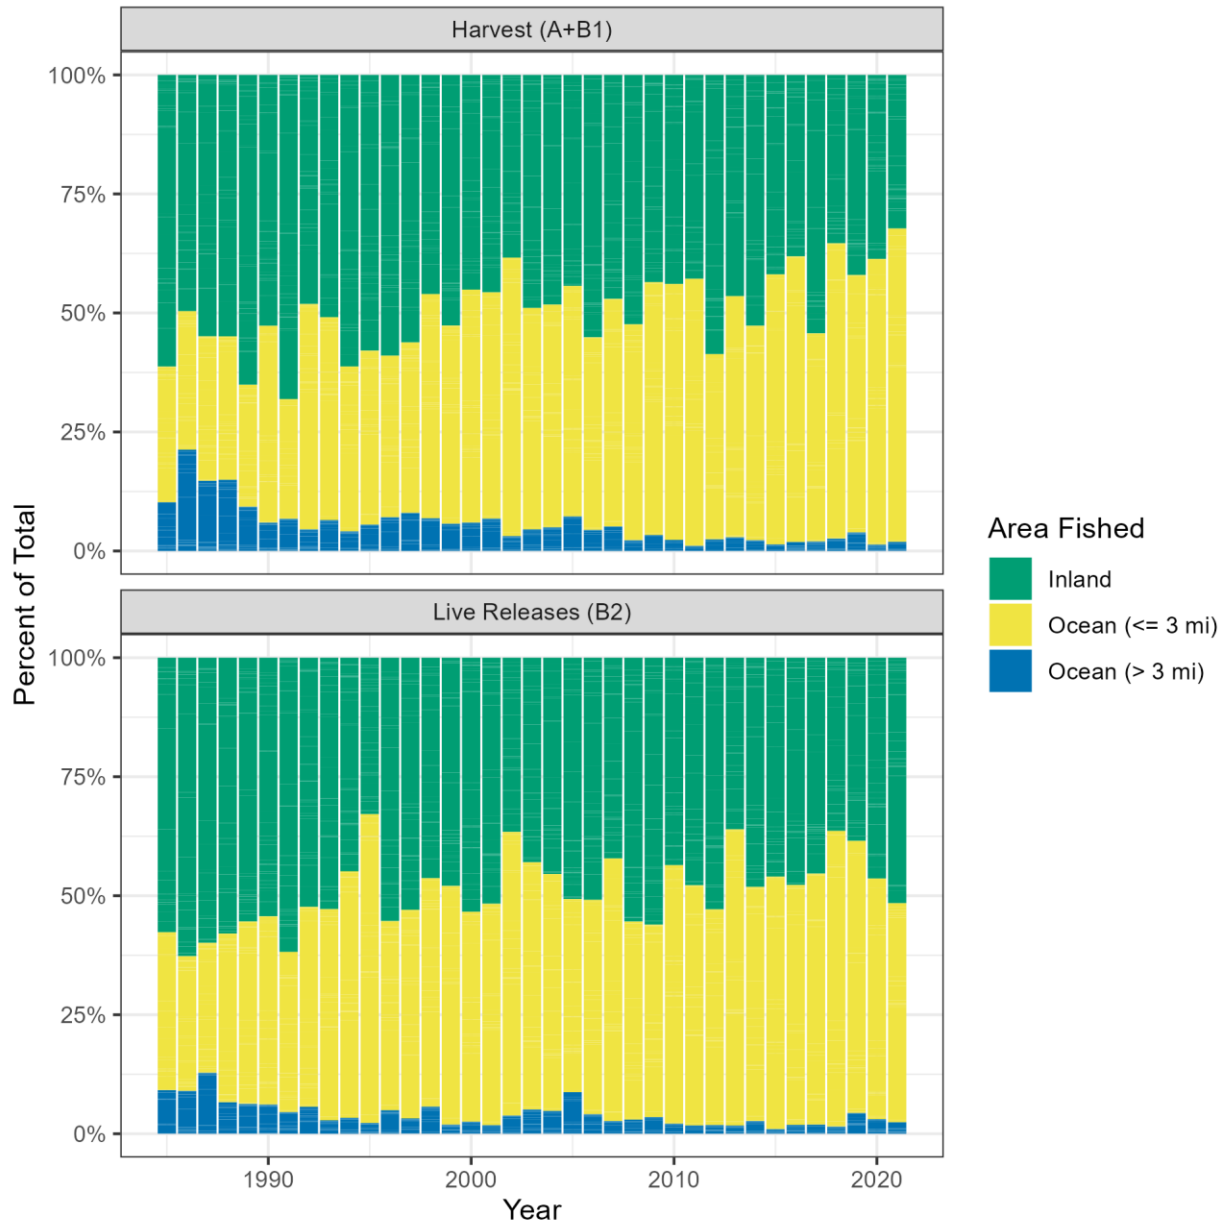 Harvest (A+B1)
100%
75%
50%
25%
0%
Live Releases (B2)
100%
75%
50%
25%
0%
1990 2000 2010 2020
Year
Percent of Total
Area Fished
Inland
Ocean (<= 3 mi)
Ocean (> 3 mi)